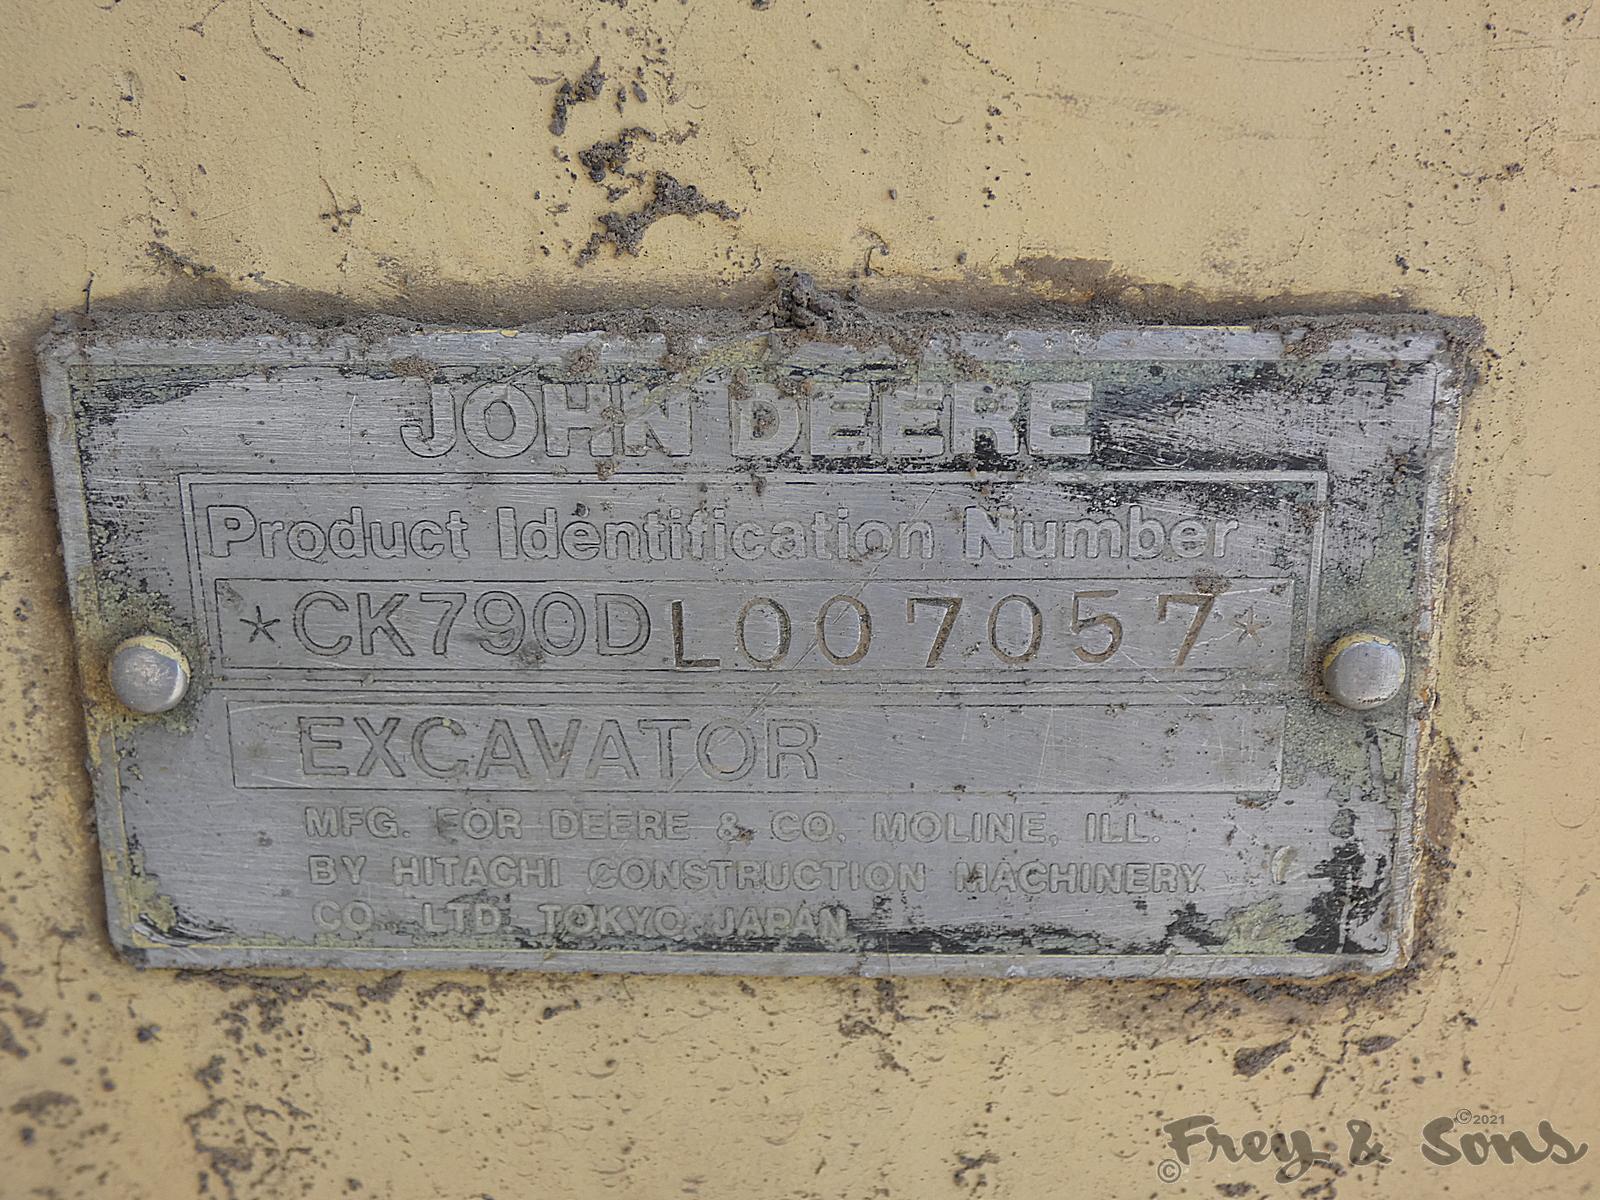 JOHN DEERE
Product Identification Number
*CK790DL007057*
EXCAVATOR
MFG. FOR DEERE & CO. MOLINE, ILL.
BY HITACHI CONSTRUCTION MACHINERY
CO. LTD. TOKYO, JAPAN
©2021
©Frey & Sons